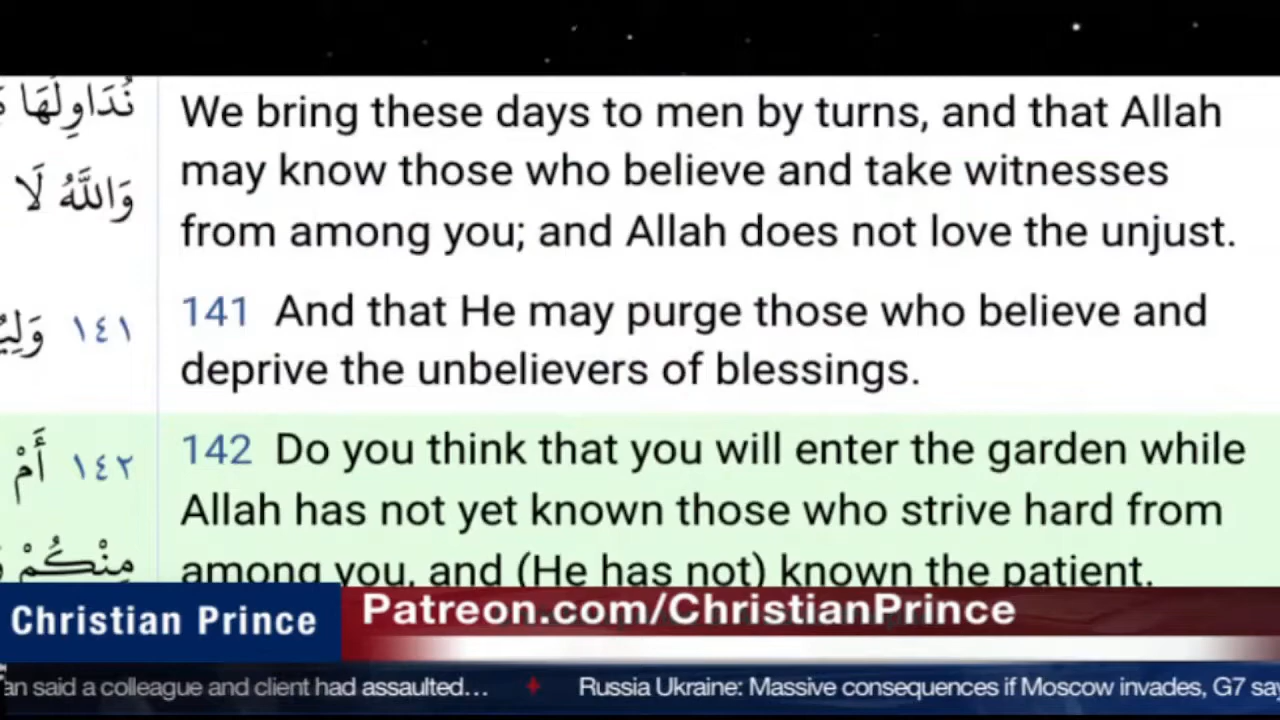 نُدَاوِلُهَا
We bring these days to men by turns, and that Allah
may know those who believe and take witnesses
وَاللَّهُ لَا
from among you; and Allah does not love the unjust.
١٤١
141 And that He may purge those who believe and
deprive the unbelievers of blessings.
١٤٢ أَمْ
142 Do you think that you will enter the garden while
Allah has not yet known those who strive hard from
مِنْكُمْ
among you, and (He has not) known the patient.
Christian Prince
Patreon.com/ChristianPrince
an said a colleague and client had assaulted...
Russia Ukraine: Massive consequences if Moscow invades, G7 say